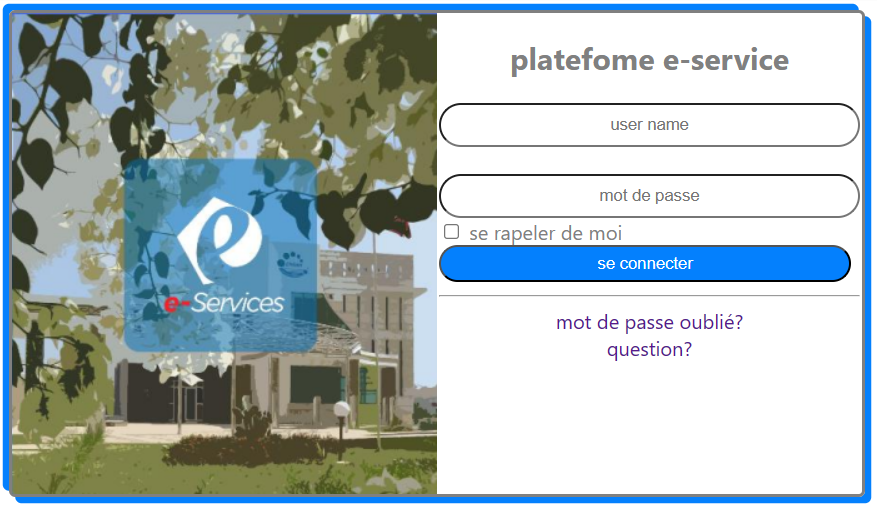 e-Services
platefome e-service
user name
mot de passe
se rapeler de moi
se connecter
mot de passe oublié?
question?